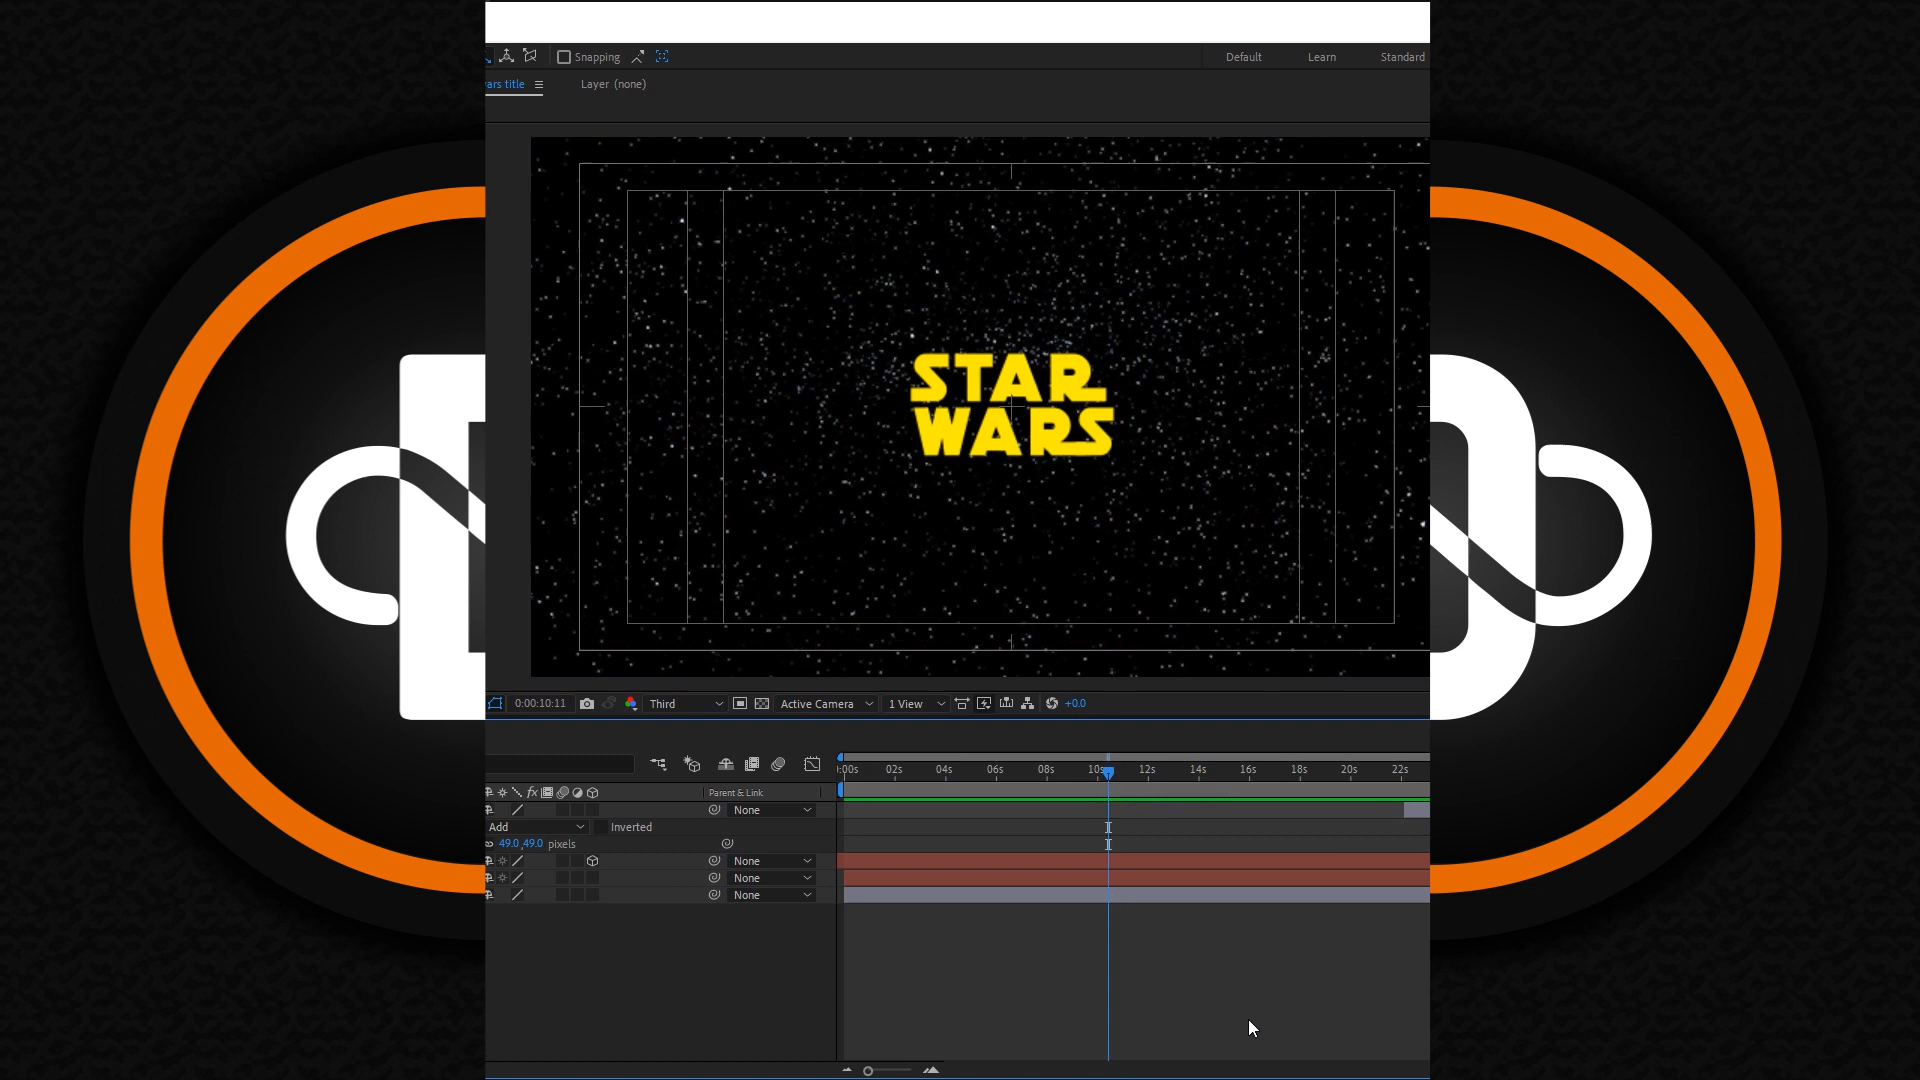 Snapping
Default
Learn
Standard
ars title
Layer (none)
STAR
WARS
0:00:10:11
Third
Active Camera
1 View
+0.0
:00s
02s
04s
06s
08s
10s
12s
14s
16s
18s
20s
22s
fx
Parent & Link
None
Add
Inverted
49.0,49.0 pixels
None
None
None